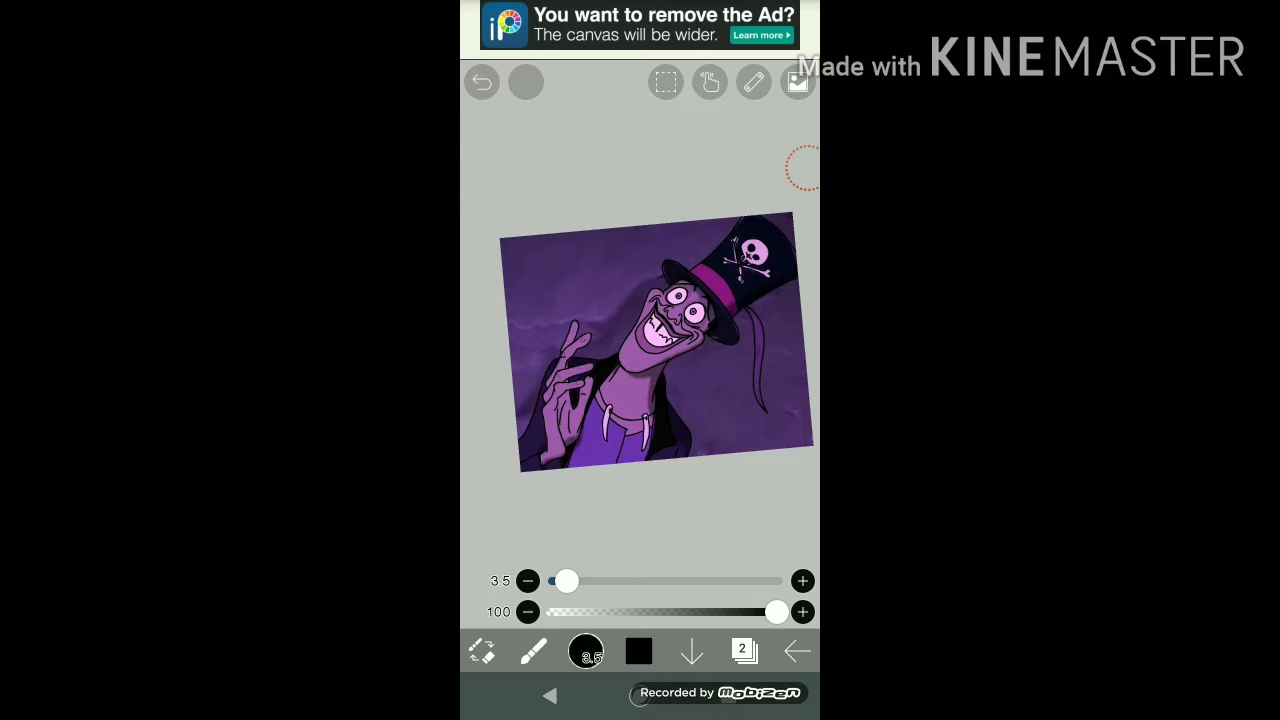 iP
You want to remove the Ad?
The canvas will be wider.
Learn more
Made with KINEMASTER
3 5
100
3.5
2
Recorded by mobizen